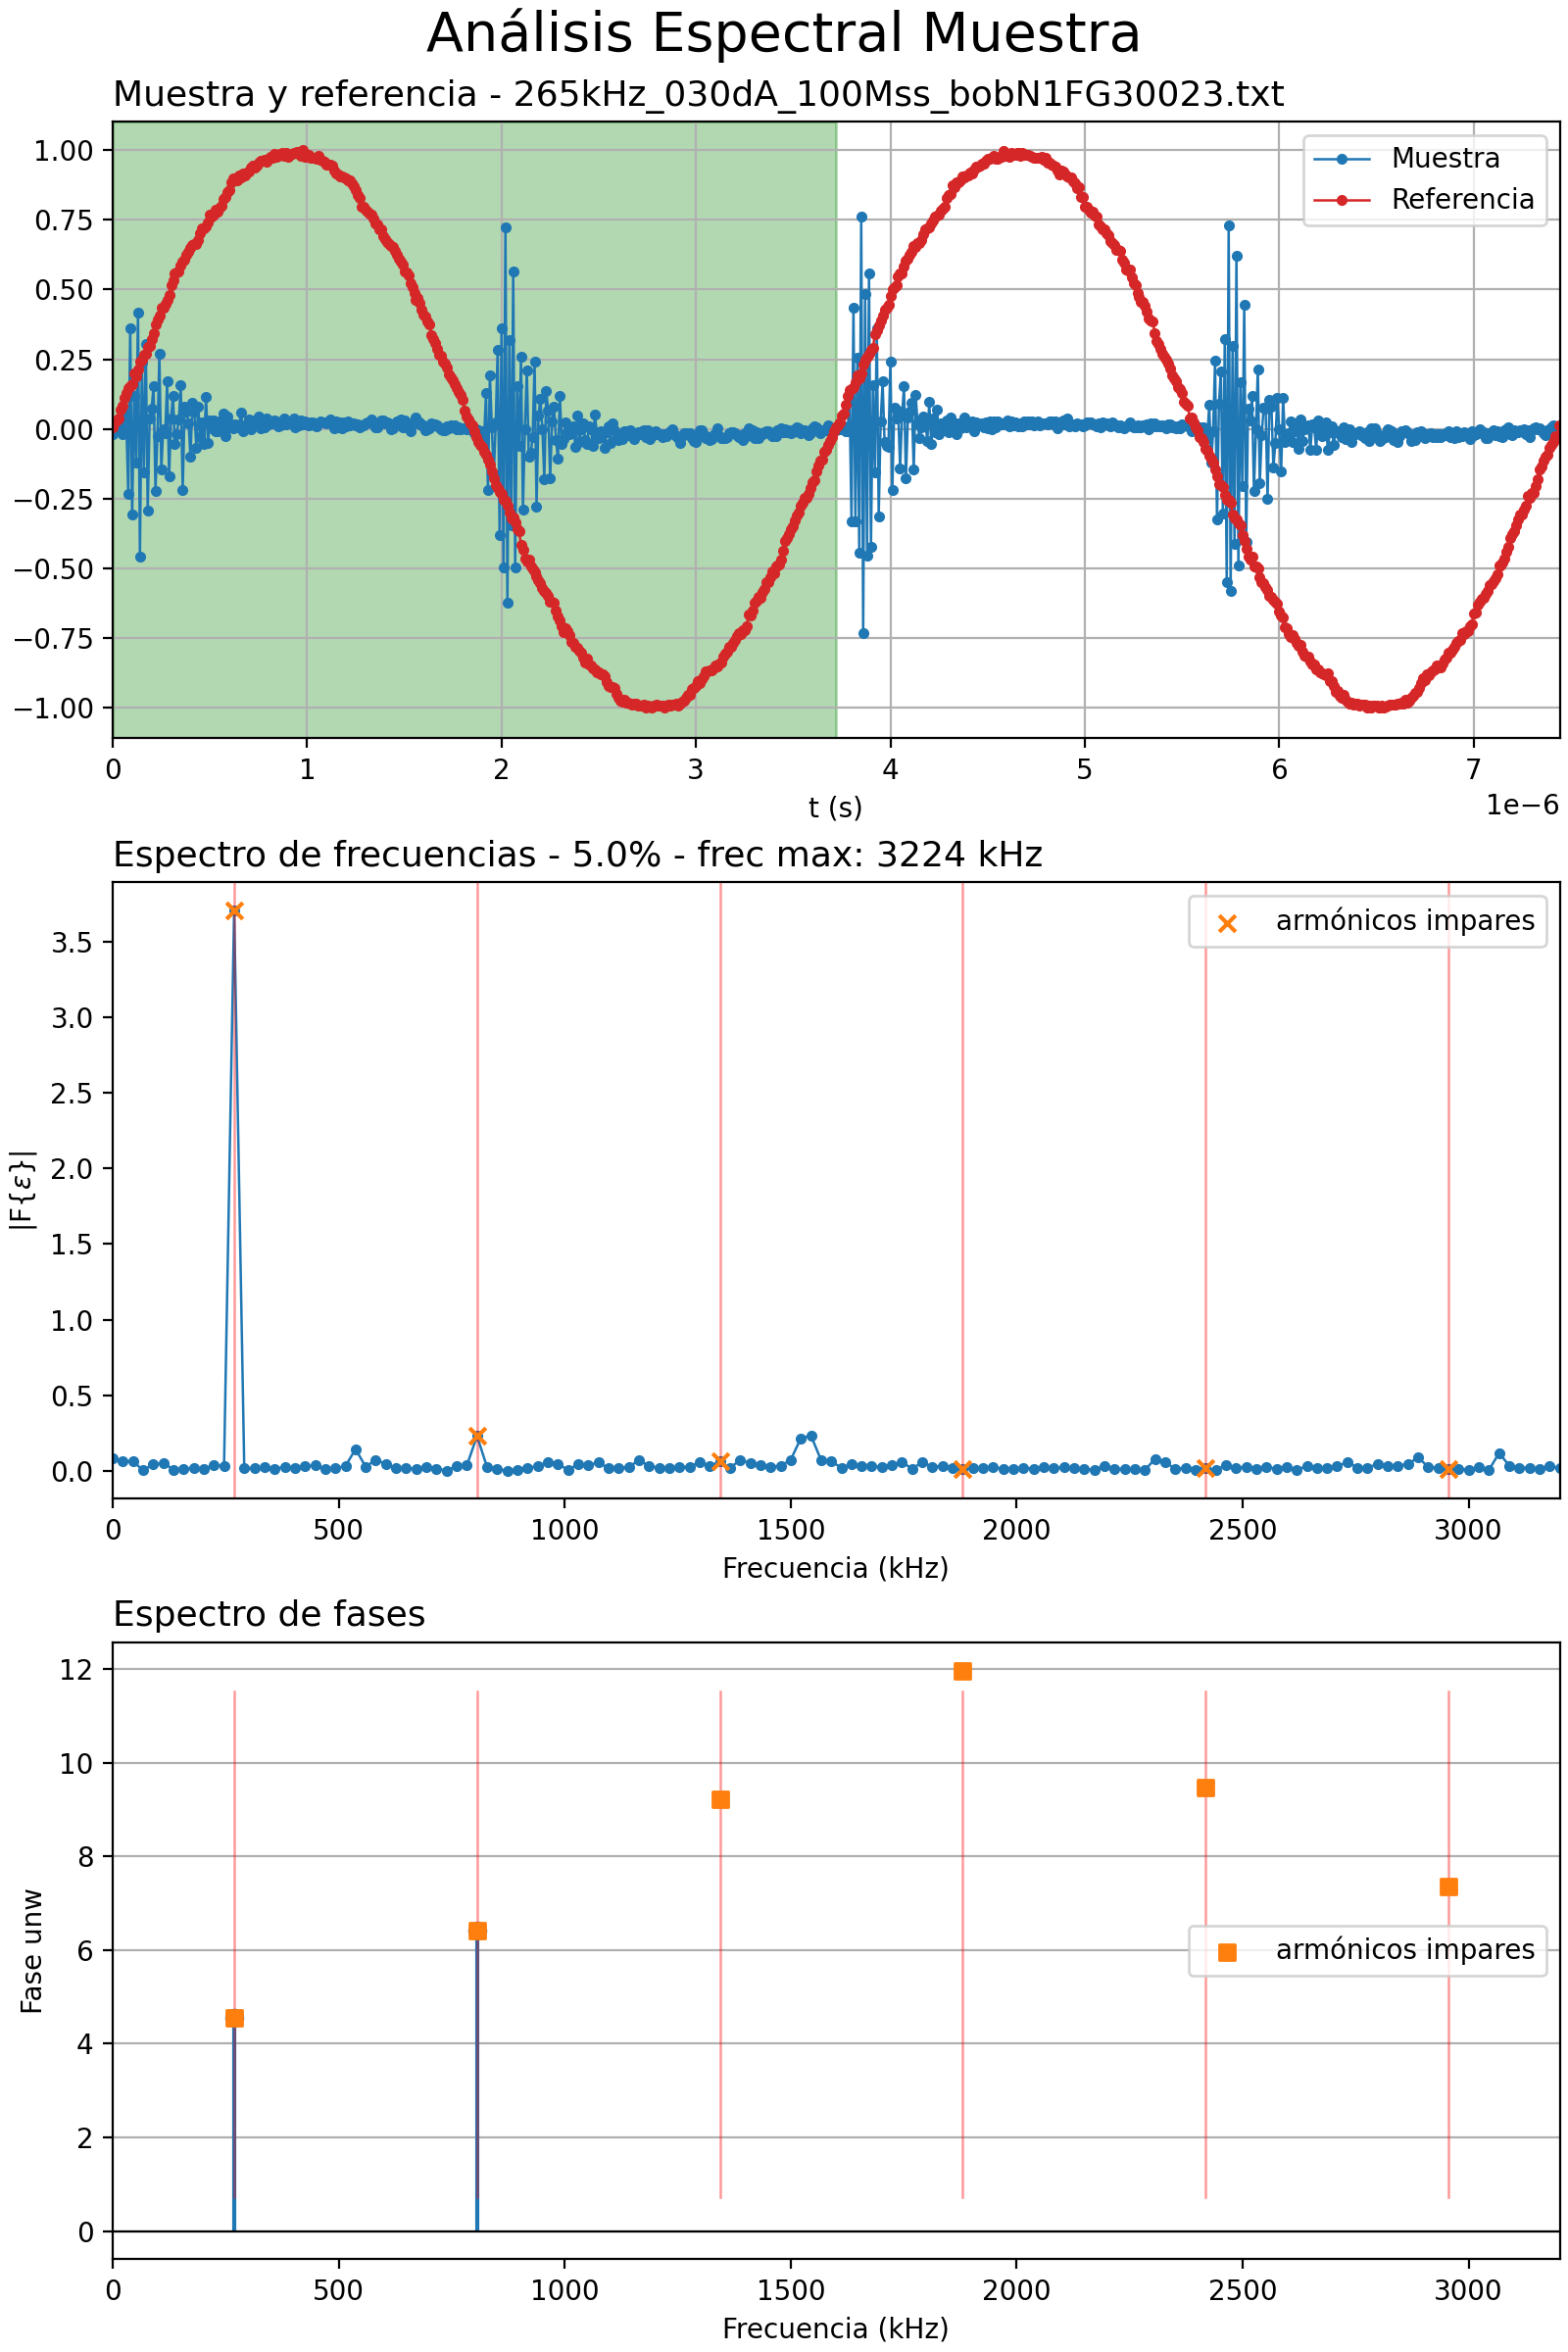 Análisis Espectral Muestra
Muestra y referencia - 265kHz_030dA_100Mss_bobN1FG30023.txt
1.00
0.75
0.50
0.25
0.00
−0.25
−0.50
−0.75
−1.00
Muestra
Referencia
0 1 2 3 4 5 6 7
t (s)
1e−6
Espectro de frecuencias - 5.0% - frec max: 3224 kHz
3.5
3.0
2.5
2.0
1.5
1.0
0.5
0.0
|F{ε}|
armónicos impares
0 500 1000 1500 2000 2500 3000
Frecuencia (kHz)
Espectro de fases
12
10
8
6
4
2
0
Fase unw
armónicos impares
0 500 1000 1500 2000 2500 3000
Frecuencia (kHz)